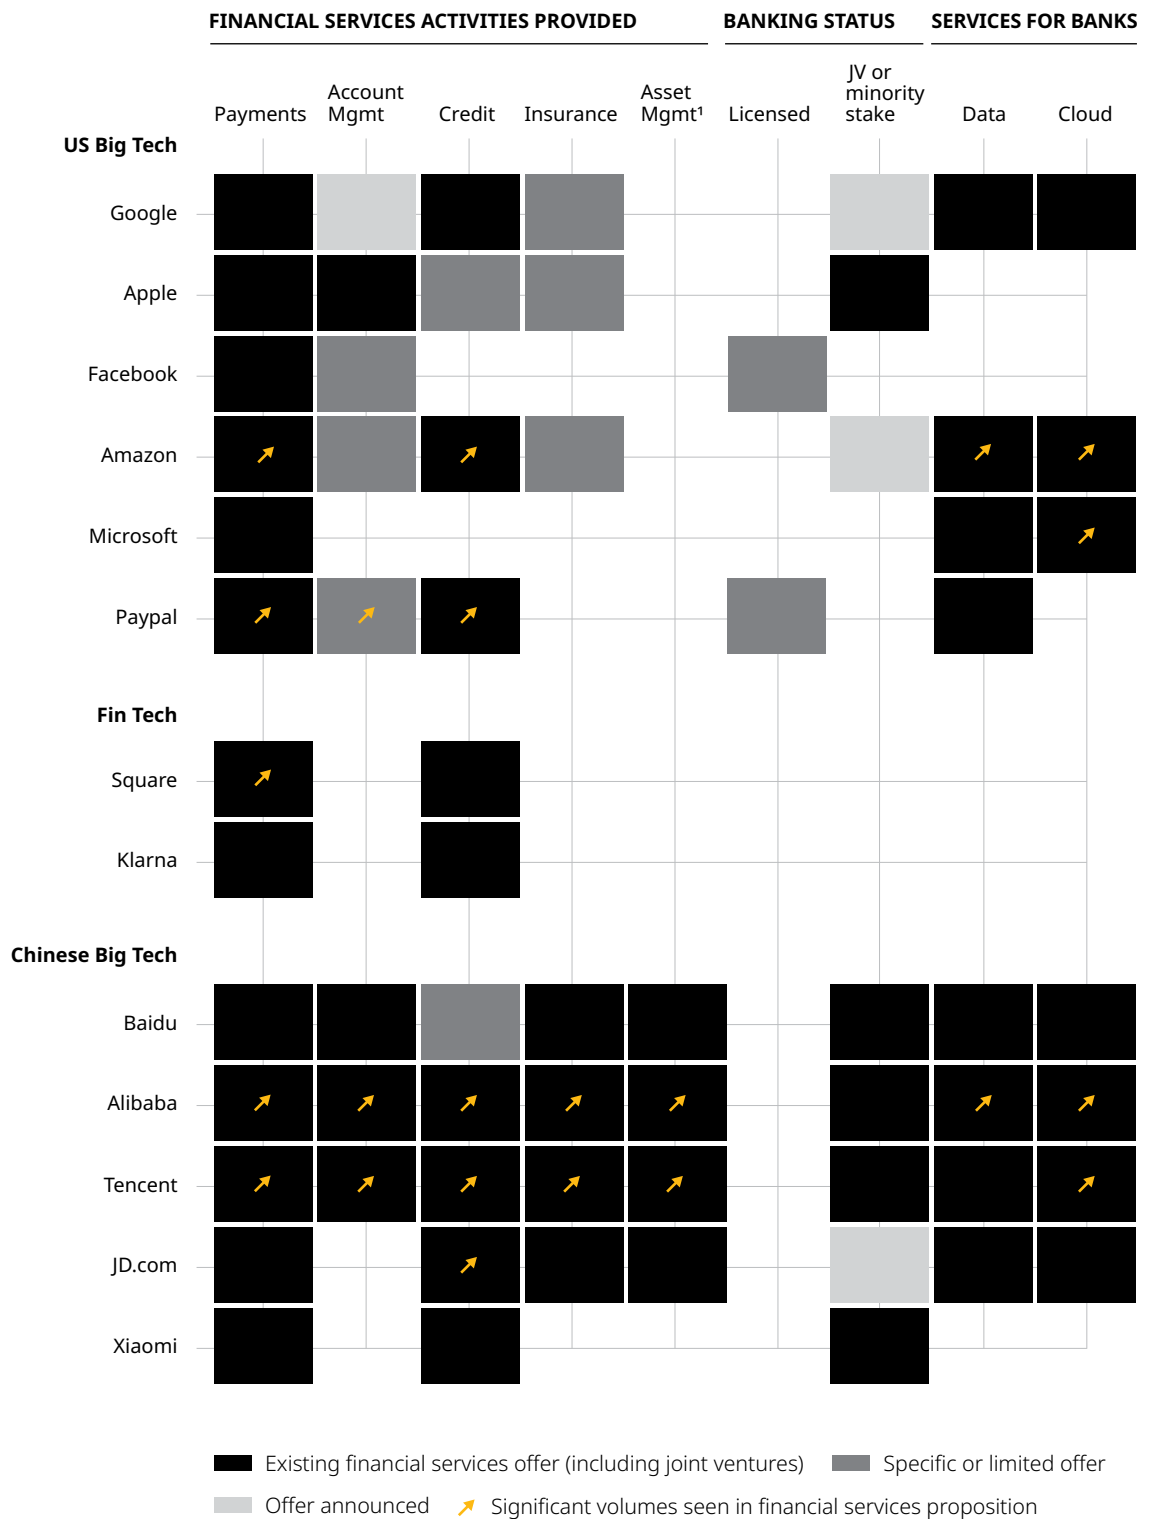 FINANCIAL SERVICES ACTIVITIES PROVIDED
BANKING STATUS
SERVICES FOR BANKS
Payments
Account
Mgmt
Credit
Insurance
Asset
Mgmt¹
Licensed
JV or
minority
stake
Data
Cloud
US Big Tech
Google
Apple
Facebook
Amazon
Microsoft
Paypal
Fin Tech
Square
Klarna
Chinese Big Tech
Baidu
Alibaba
Tencent
JD.com
Xiaomi
Existing financial services offer (including joint ventures)
Specific or limited offer
Offer announced
Significant volumes seen in financial services proposition